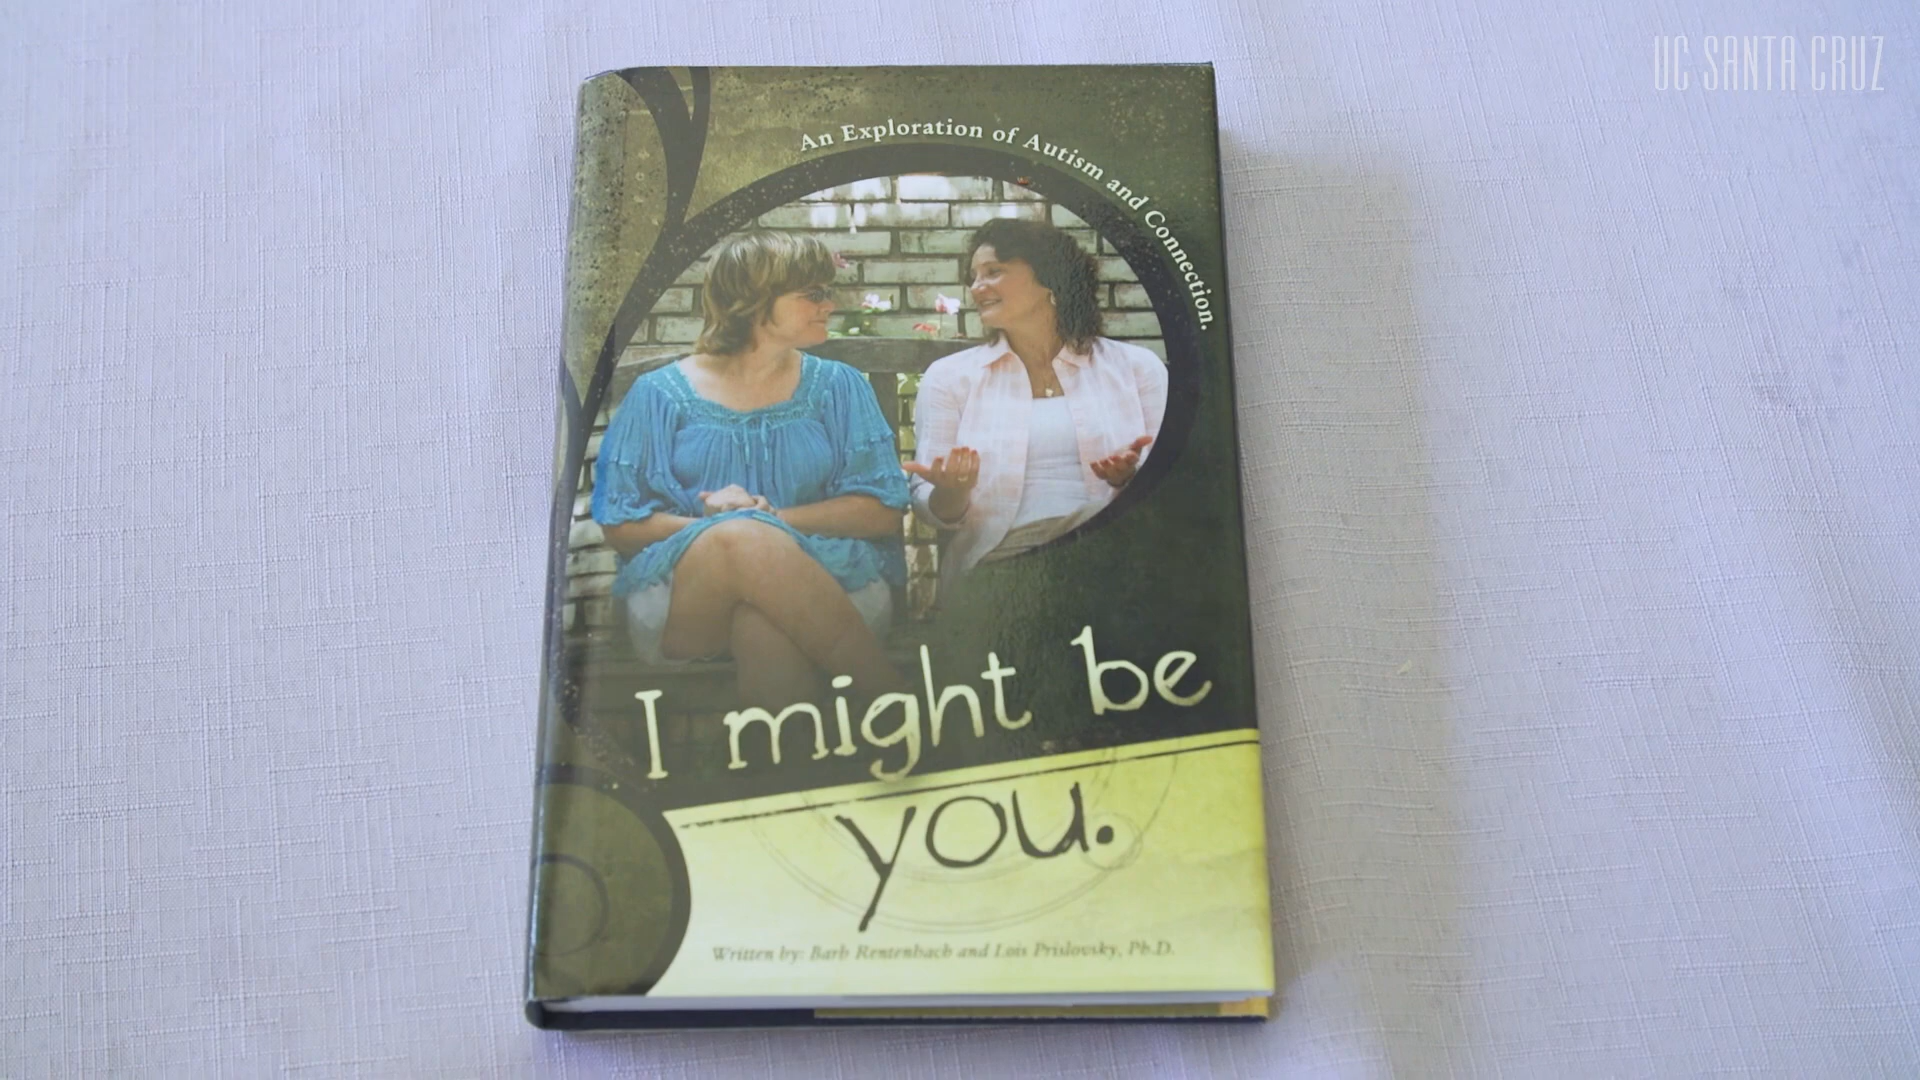 UC SANTA CRUZ
An Exploration of Autism and Connection.
I might be
you.
Written by: Barb Rentenbach and Lois Prislovsky, Ph.D.